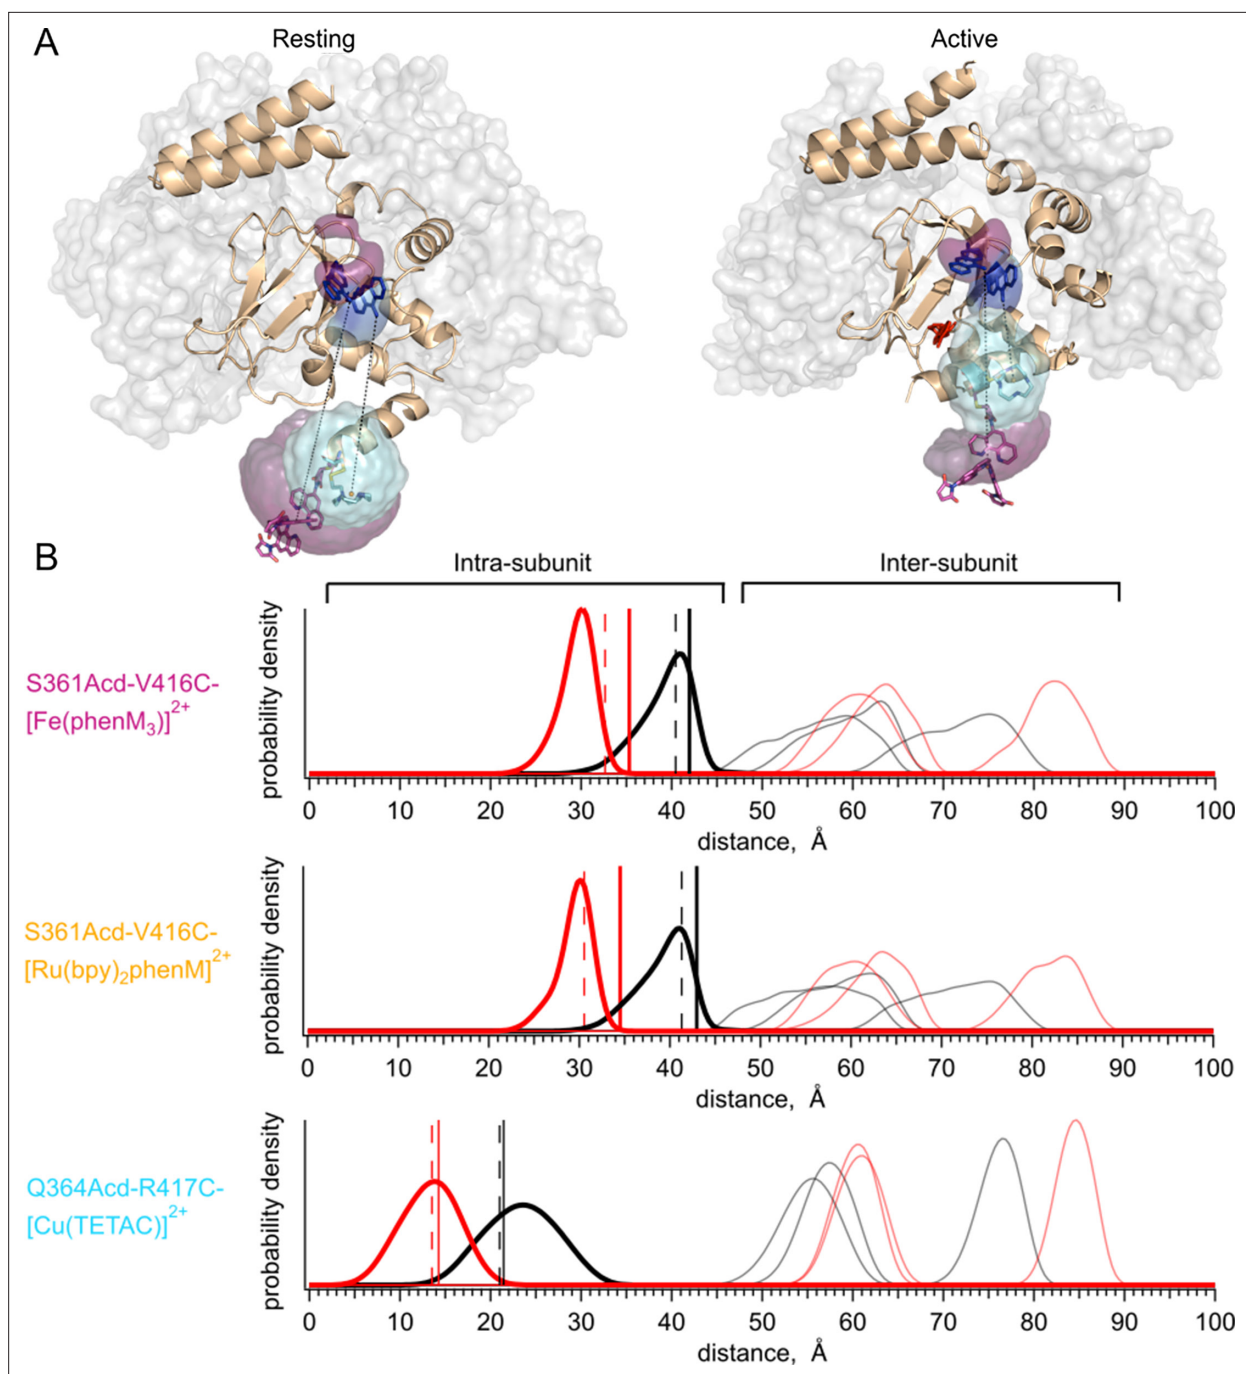 A
Resting
Active
B
Intra-subunit
Inter-subunit
S361Acd-V416C-
[Fe(phenM₃)]²⁺
probability density
0 10 20 30 40 50 60 70 80 90 100
distance, Å
S361Acd-V416C-
[Ru(bpy)₂phenM]²⁺
probability density
0 10 20 30 40 50 60 70 80 90 100
distance, Å
Q364Acd-R417C-
[Cu(TETAC)]²⁺
probability density
0 10 20 30 40 50 60 70 80 90 100
distance, Å